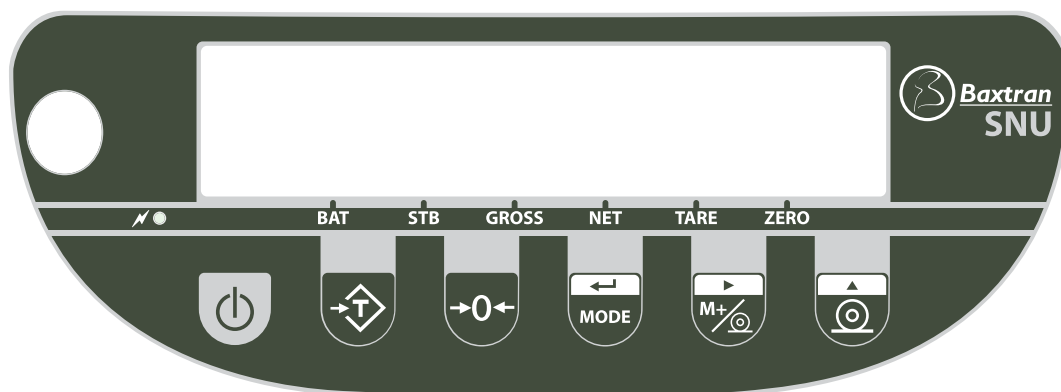 Baxtran
SNU
BAT STB GROSS NET TARE ZERO
T →0← MODE M+